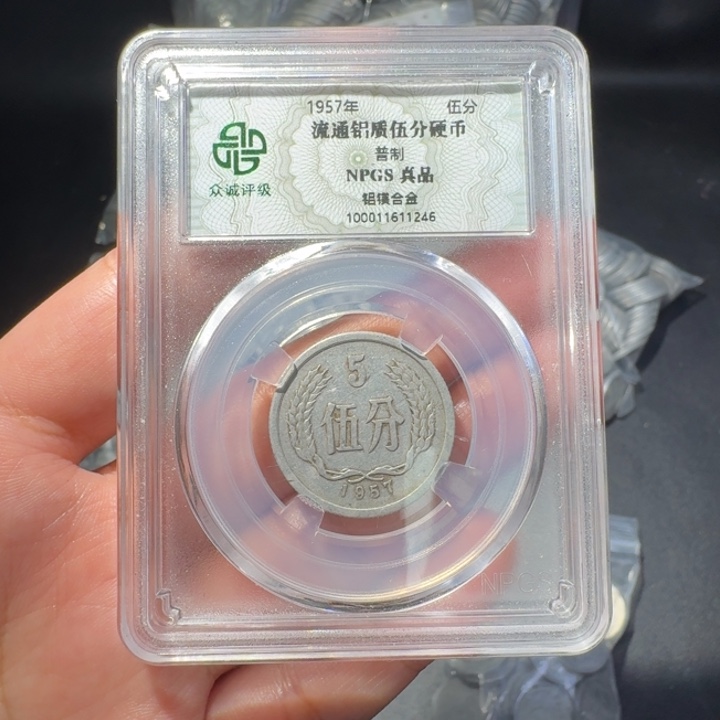 1957年 伍分
流通铝质伍分硬币
普制
NPGS 真品
铝镁合金
100011611246
众诚评级
5
伍分
1957